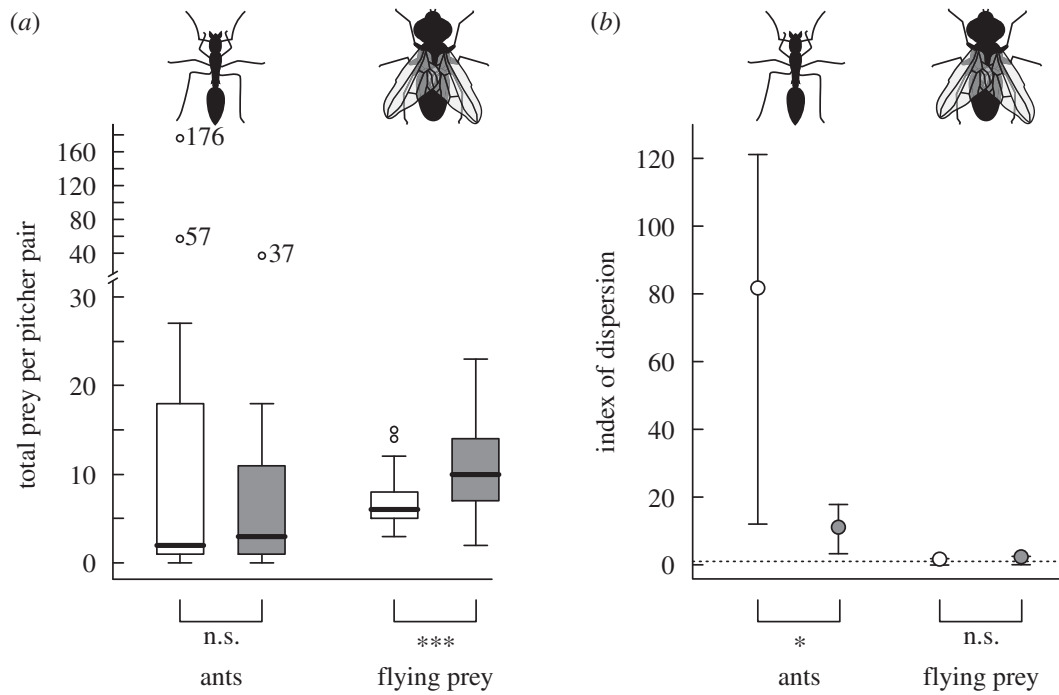 (a)
total prey per pitcher pair
160
120
80
40
30
20
10
0
176
57
37
n.s.
ants
***
flying prey
(b)
index of dispersion
120
100
80
60
40
20
0
*
ants
n.s.
flying prey